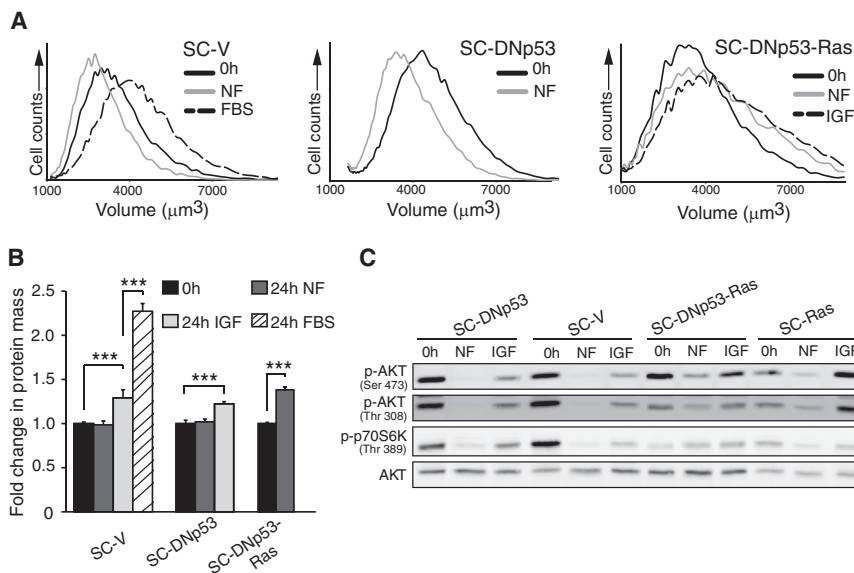 A
SC-V
0h
NF
FBS
Cell counts
1000 4000 7000
Volume (μm3)
SC-DNp53
0h
NF
Cell counts
1000 4000 7000
Volume (μm3)
SC-DNp53-Ras
0h
NF
IGF
Cell counts
1000 4000 7000
Volume (μm3)
B
Fold change in protein mass
2.5
2.0
1.5
1.0
0.5
0
0h 24h NF
24h IGF 24h FBS
***
***
***
***
SC-V
SC-DNp53
SC-DNp53-
Ras
C
SC-DNp53 SC-V SC-DNp53-Ras SC-Ras
0h NF IGF 0h NF IGF 0h NF IGF 0h NF IGF
p-AKT
(Ser 473)
p-AKT
(Thr 308)
p-p70S6K
(Thr 389)
AKT